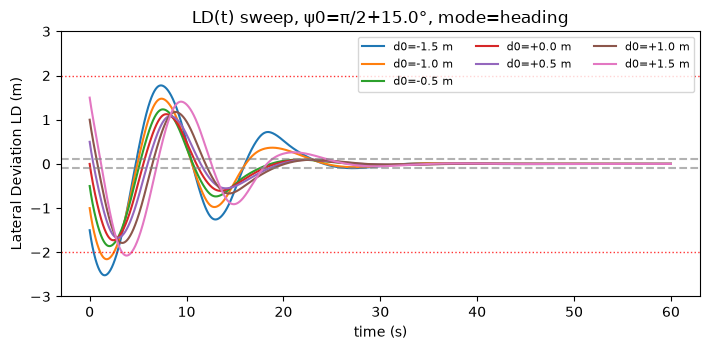 LD(t) sweep, ψ0=π/2+15.0°, mode=heading
Lateral Deviation LD (m)
3
2
1
0
−1
−2
−3
d0=-1.5 m
d0=-1.0 m
d0=-0.5 m
d0=+0.0 m
d0=+0.5 m
d0=+1.0 m
d0=+1.5 m
0 10 20 30 40 50 60
time (s)